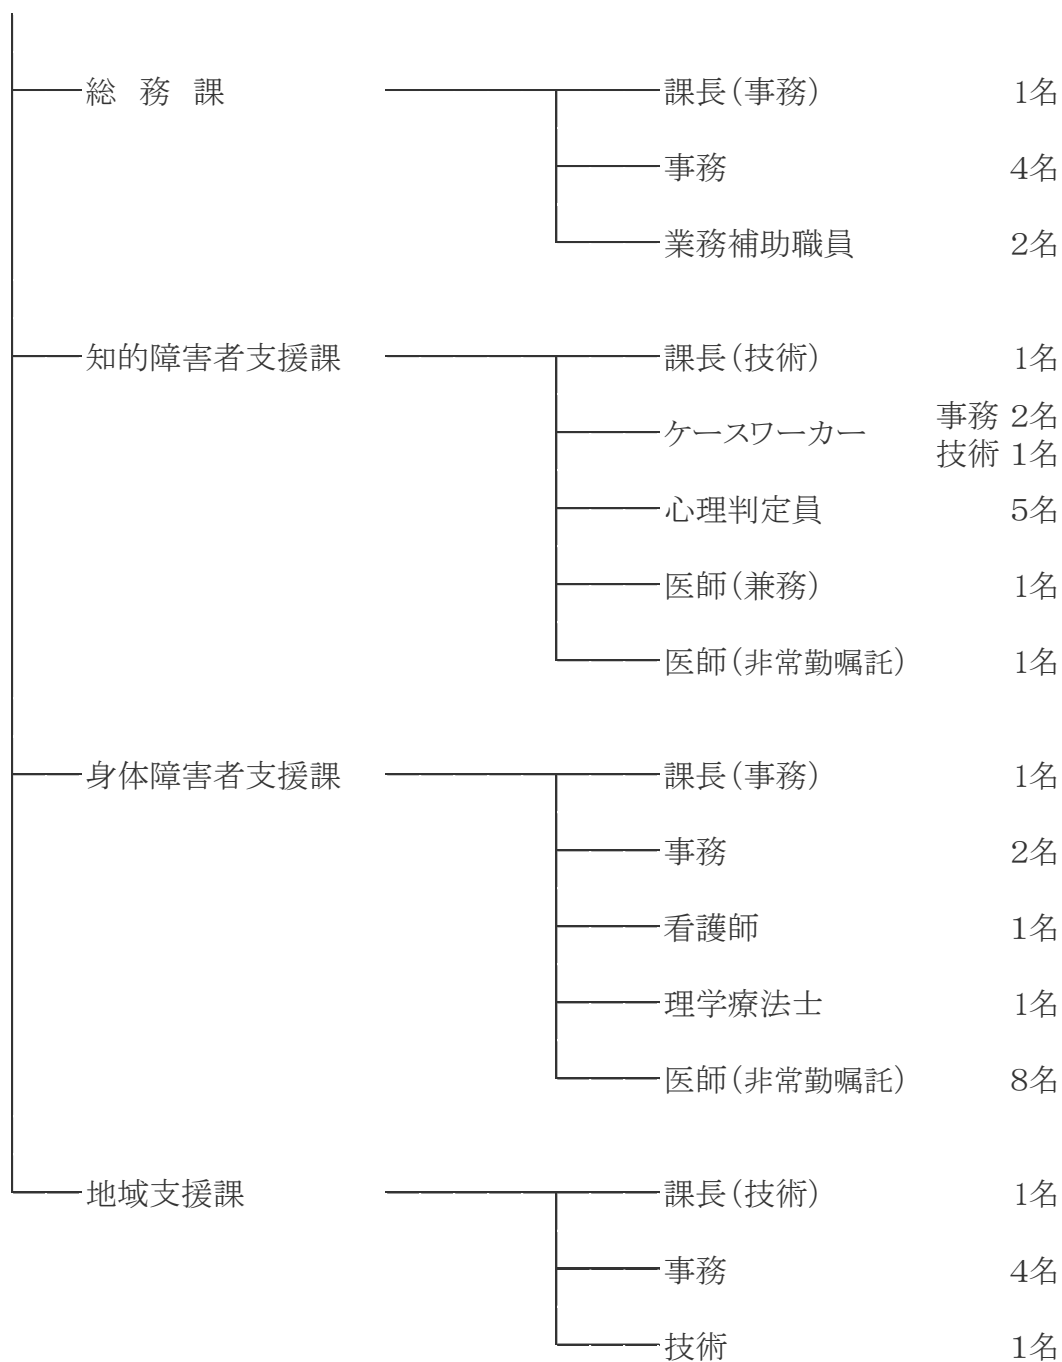 総 務 課 課長(事務) 1名
事務 4名
業務補助職員 2名
知的障害者支援課 課長(技術) 1名
ケースワーカー 事務 2名
技術 1名
心理判定員 5名
医師(兼務) 1名
医師(非常勤嘱託) 1名
身体障害者支援課 課長(事務) 1名
事務 2名
看護師 1名
理学療法士 1名
医師(非常勤嘱託) 8名
地域支援課 課長(技術) 1名
事務 4名
技術 1名